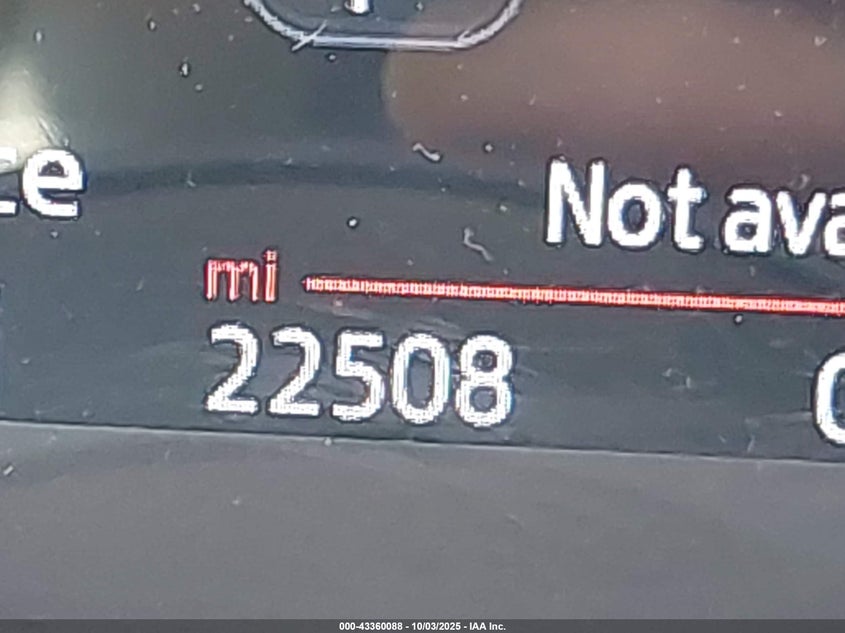 Not ava
mi
22508
000-43360088 - 10/03/2025 - IAA Inc.